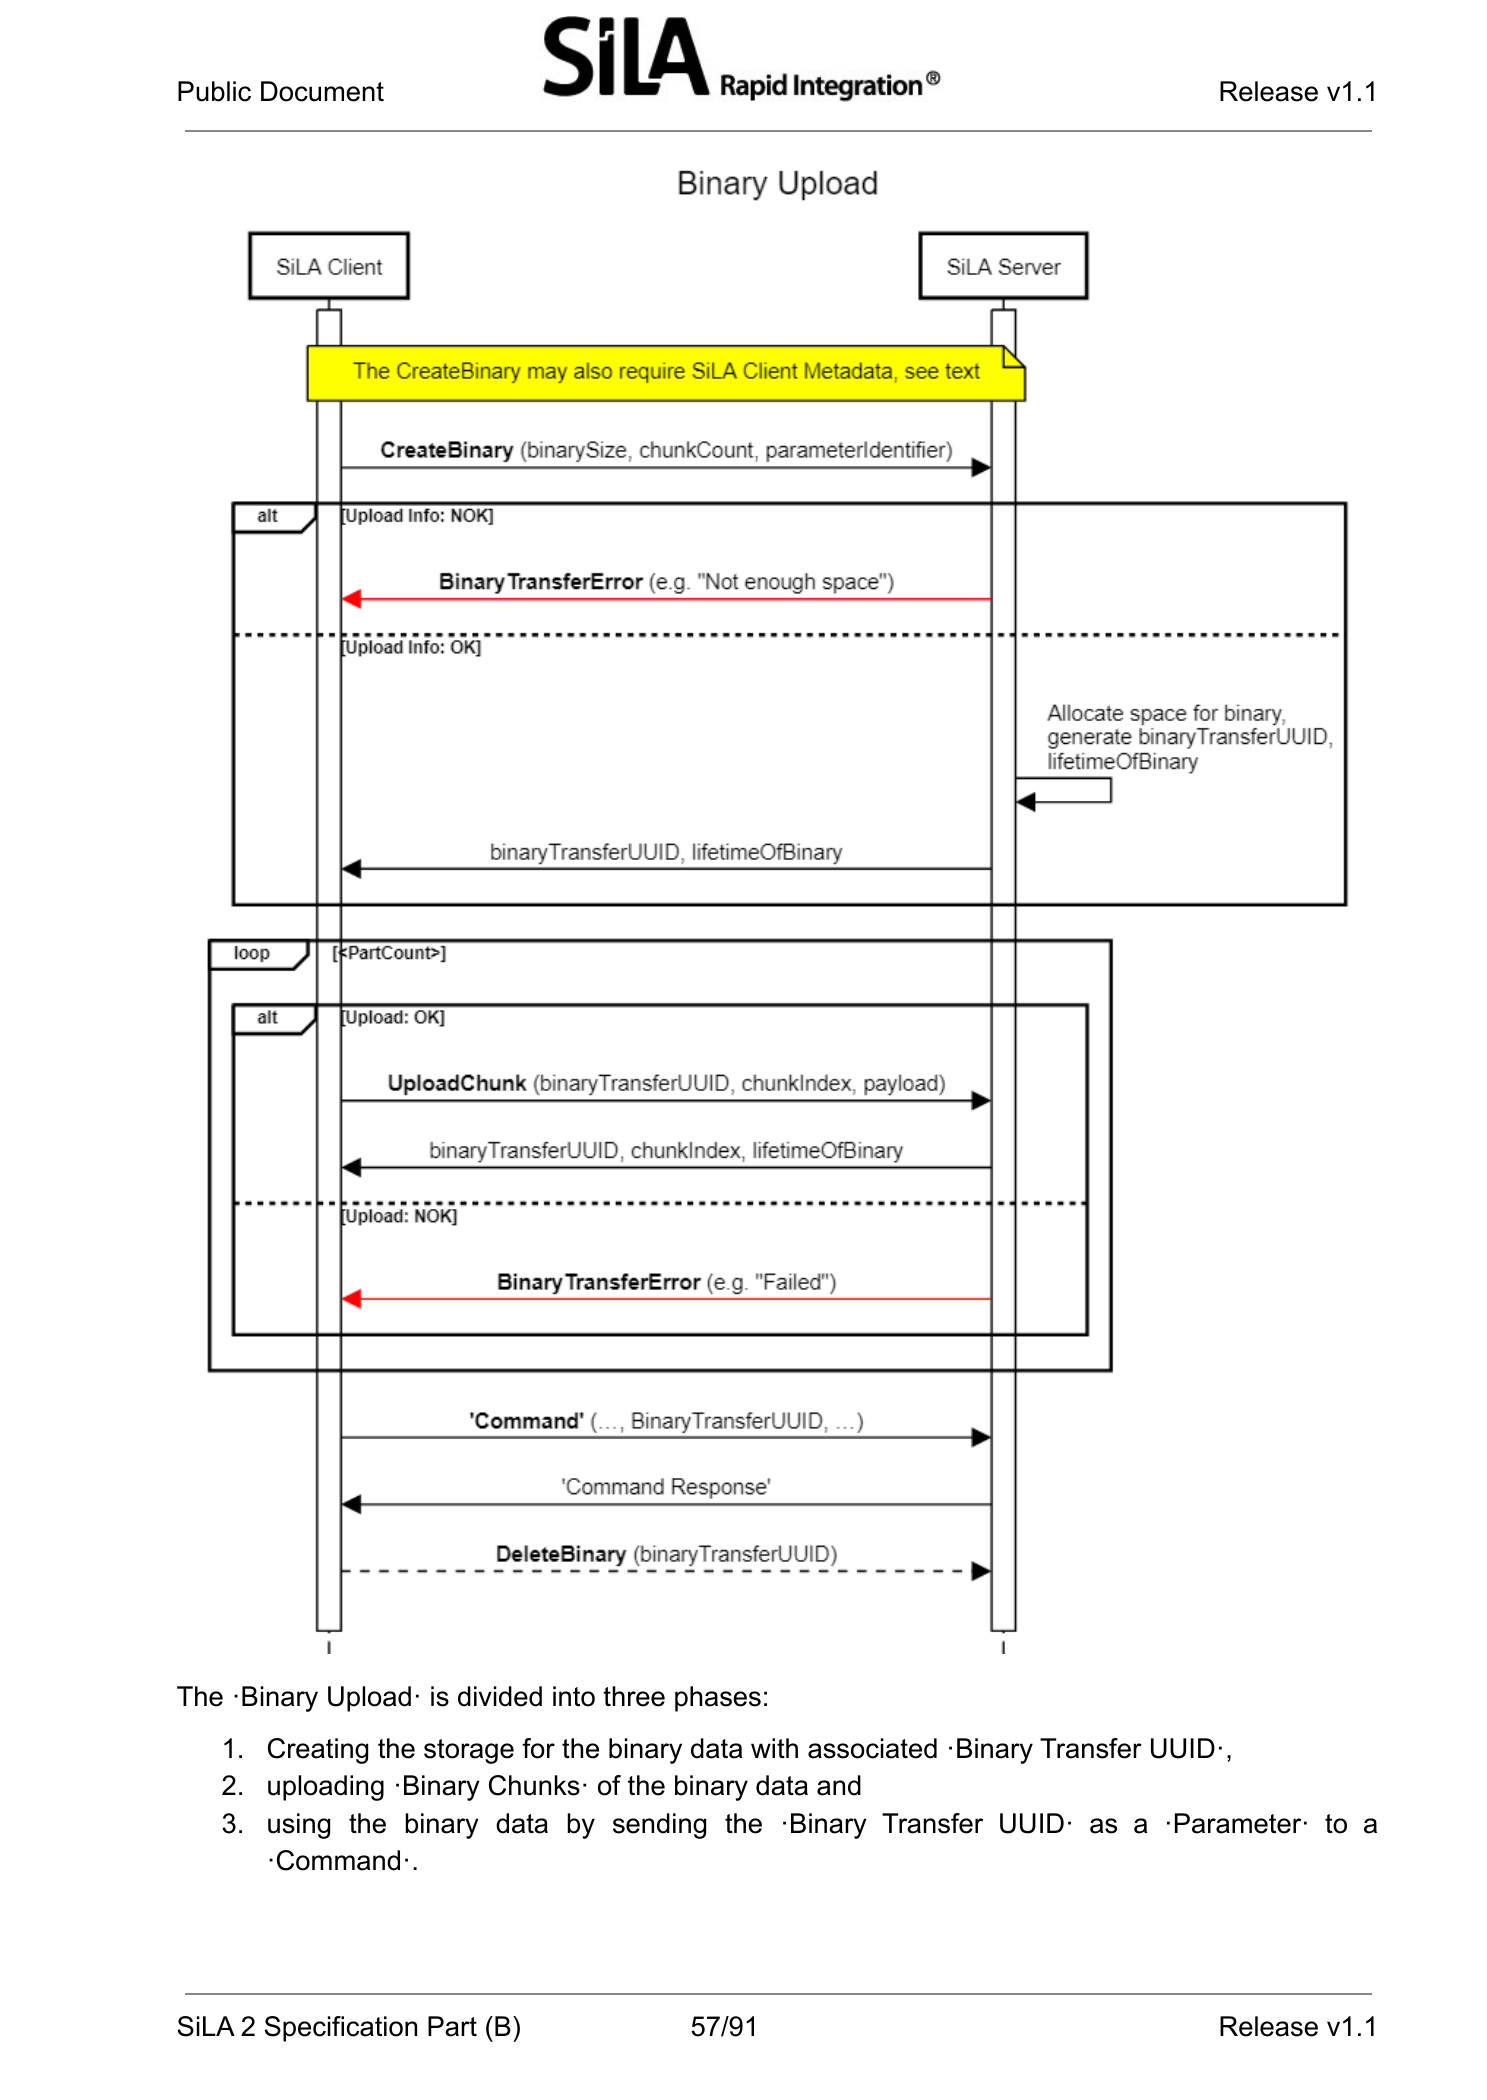 Public Document
SiLA Rapid Integration®
Release v1.1
Binary Upload
SiLA Client
SiLA Server
The CreateBinary may also require SiLA Client Metadata, see text
CreateBinary (binarySize, chunkCount, parameterIdentifier)
alt
[Upload Info: NOK]
BinaryTransferError (e.g. "Not enough space")
[Upload Info: OK]
Allocate space for binary,
generate binaryTransferUUID,
lifetimeOfBinary
binaryTransferUUID, lifetimeOfBinary
loop
[<PartCount>]
alt
[Upload: OK]
UploadChunk (binaryTransferUUID, chunkIndex, payload)
binaryTransferUUID, chunkIndex, lifetimeOfBinary
[Upload: NOK]
BinaryTransferError (e.g. "Failed")
'Command' (..., BinaryTransferUUID, ...)
'Command Response'
DeleteBinary (binaryTransferUUID)
The ·Binary Upload· is divided into three phases:
1. Creating the storage for the binary data with associated ·Binary Transfer UUID·,
2. uploading ·Binary Chunks· of the binary data and
3. using the binary data by sending the ·Binary Transfer UUID· as a ·Parameter· to a
·Command·.
SiLA 2 Specification Part (B)
57/91
Release v1.1